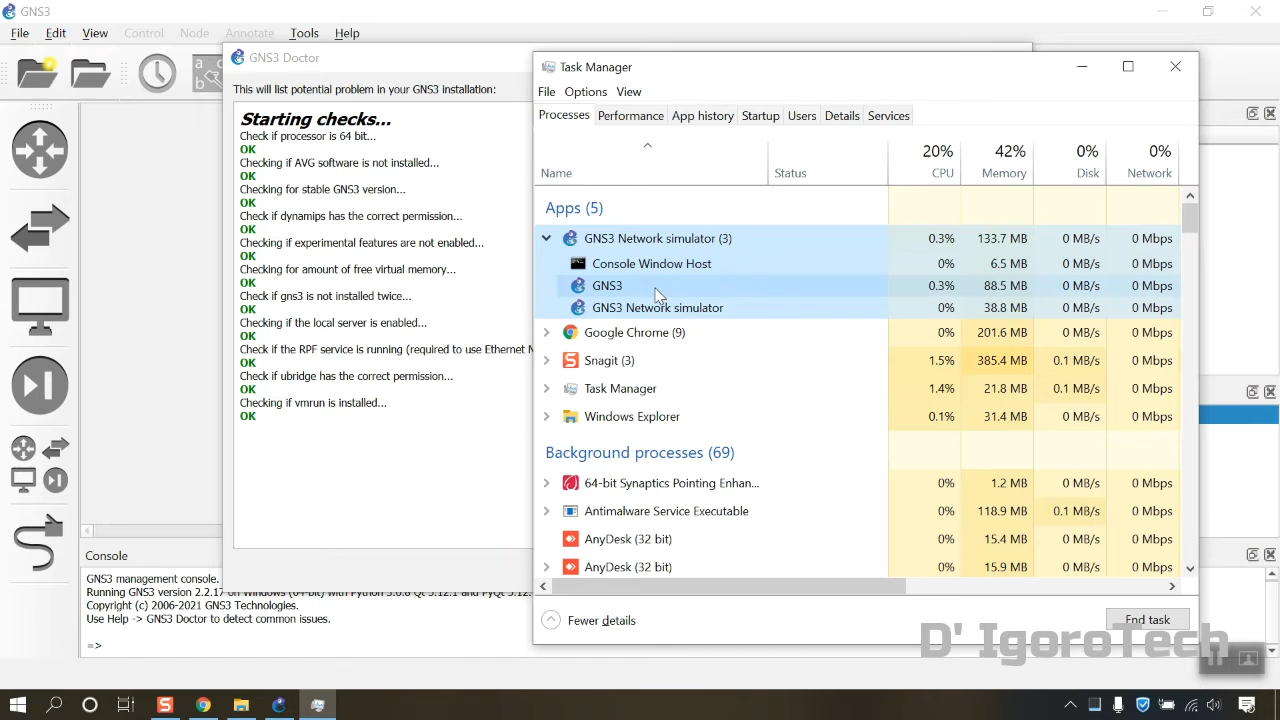 GNS3
File Edit View Control Node Annotate Tools Help
GNS3 Doctor
This will list potential problem in your GNS3 installation:
Starting checks...
Check if processor is 64 bit...
OK
Checking if AVG software is not installed...
OK
Checking for stable GNS3 version...
OK
Check if dynamips has the correct permission...
OK
Checking if experimental features are not enabled...
OK
Checking for amount of free virtual memory...
OK
Check if gns3 is not installed twice...
OK
Checking if the local server is enabled...
OK
Check if the RPF service is running (required to use Ethernet N
OK
Check if ubridge has the correct permission...
OK
Checking if vmrun is installed...
OK
Task Manager
File Options View
Processes Performance App history Startup Users Details Services
20% 42% 0% 0%
Name Status CPU Memory Disk Network
Apps (5)
GNS3 Network simulator (3) 0.3% 133.7 MB 0 MB/s 0 Mbps
Console Window Host 0% 6.5 MB 0 MB/s 0 Mbps
GNS3 0.3% 88.5 MB 0 MB/s 0 Mbps
GNS3 Network simulator 0% 38.8 MB 0 MB/s 0 Mbps
Google Chrome (9) 0% 201.6 MB 0 MB/s 0 Mbps
Snagit (3) 1.5% 385.4 MB 0.1 MB/s 0 Mbps
Task Manager 1.4% 21.8 MB 0.1 MB/s 0 Mbps
Windows Explorer 0.1% 31.4 MB 0 MB/s 0 Mbps
Background processes (69)
64-bit Synaptics Pointing Enhan... 0% 1.2 MB 0 MB/s 0 Mbps
Antimalware Service Executable 0% 118.9 MB 0.1 MB/s 0 Mbps
AnyDesk (32 bit) 0% 15.4 MB 0 MB/s 0 Mbps
AnyDesk (32 bit) 0% 15.9 MB 0 MB/s 0 Mbps
Fewer details End task
Console
GNS3 management console.
Running GNS3 version 2.2.17 on Windows (64-bit) with Python 3.6.8 Qt 5.12.1 and PyQt 5.12.
Copyright (c) 2006-2021 GNS3 Technologies.
Use Help -> GNS3 Doctor to detect common issues.
=>
D' IgoroTech